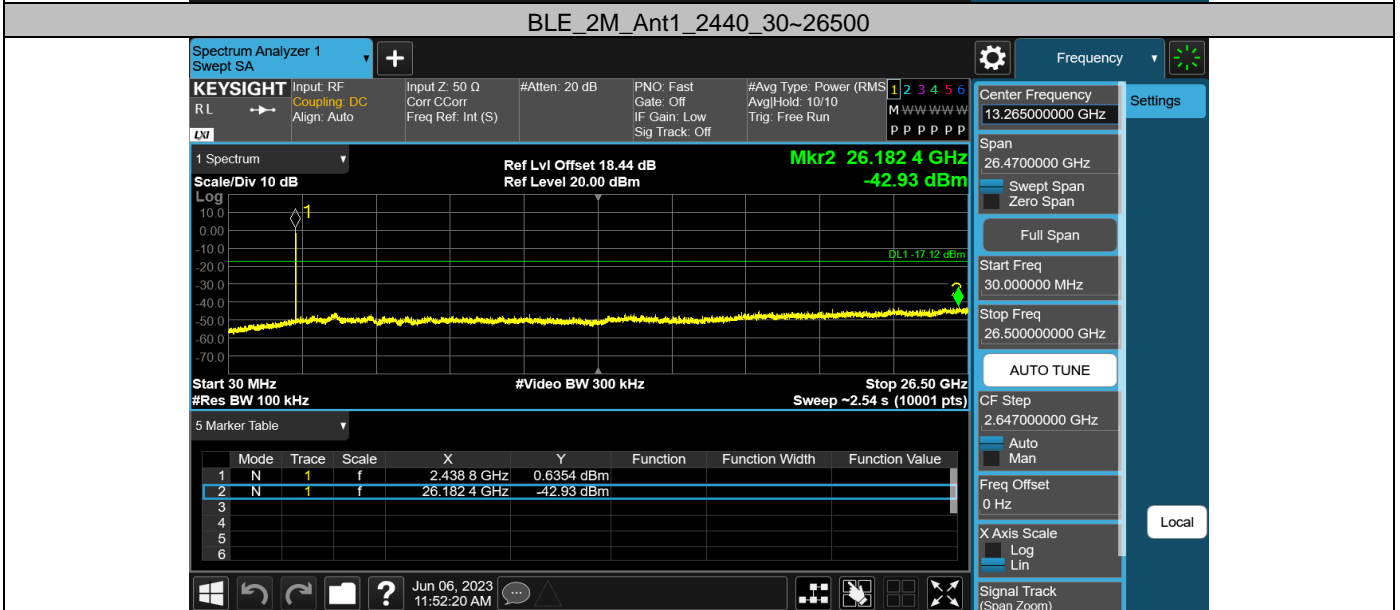 BLE_2M_Ant1_2440_30~26500
Spectrum Analyzer 1
Swept SA
+
Frequency
KEYSIGHT
RL
LXI
Input: RF
Coupling: DC
Align: Auto
Input Z: 50 Ω
Corr CCorr
Freq Ref: Int (S)
#Atten: 20 dB
PNO: Fast
Gate: Off
IF Gain: Low
Sig Track: Off
#Avg Type: Power (RMS
Avg|Hold: 10/10
Trig: Free Run
1 2 3 4 5 6
M W W W W W
P P P P P P
1 Spectrum
Scale/Div 10 dB
Ref Lvl Offset 18.44 dB
Ref Level 20.00 dBm
Mkr2 26.182 4 GHz
-42.93 dBm
Log
10.0
0.00
-10.0
-20.0
-30.0
-40.0
-50.0
-60.0
-70.0
1
DL1 -17.12 dBm
2
Start 30 MHz
#Video BW 300 kHz
Stop 26.50 GHz
#Res BW 100 kHz
Sweep ~2.54 s (10001 pts)
5 Marker Table
Mode Trace Scale X Y Function Function Width Function Value
1 N 1 f 2.438 8 GHz 0.6354 dBm
2 N 1 f 26.182 4 GHz -42.93 dBm
3
4
5
6
Center Frequency
13.265000000 GHz
Settings
Span
26.4700000 GHz
Swept Span
Zero Span
Full Span
Start Freq
30.000000 MHz
Stop Freq
26.500000000 GHz
AUTO TUNE
CF Step
2.647000000 GHz
Auto
Man
Freq Offset
0 Hz
Local
X Axis Scale
Log
Lin
Signal Track
(Span Zoom)
?
Jun 06, 2023
11:52:20 AM